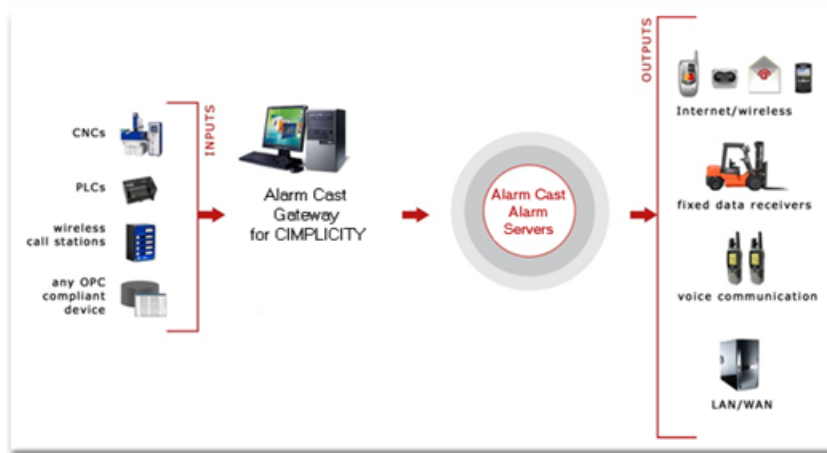 INPUTS
CNCs
PLCs
wireless
call stations
any OPC
compliant
device
Alarm Cast
Gateway
for CIMPLICITY
Alarm Cast
Alarm
Servers
OUTPUTS
Internet/wireless
fixed data receivers
voice communication
LAN/WAN